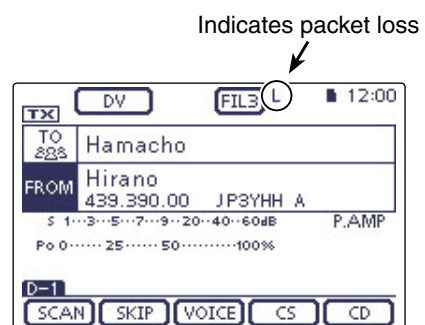 Indicates packet loss
DV FIL3 L 12:00
TX
TO Hamacho
FROM Hirano
439.390.00 JP3YHH A
S 1···3···5···7···9··20··40··60dB P.AMP
Po 0······ 25······ 50··········100%
D-1
SCAN SKIP VOICE CS CD